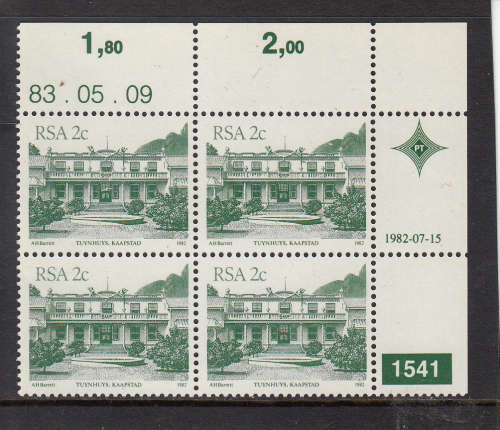 1,80 2,00
83.05.09
RSA 2c RSA 2c
PT
AH Barrett TUYNHUYS, KAAPSTAD 1982 AH Barrett TUYNHUYS, KAAPSTAD 1982
1982-07-15
RSA 2c RSA 2c
AH Barrett TUYNHUYS, KAAPSTAD 1982 AH Barrett TUYNHUYS, KAAPSTAD 1982
1541